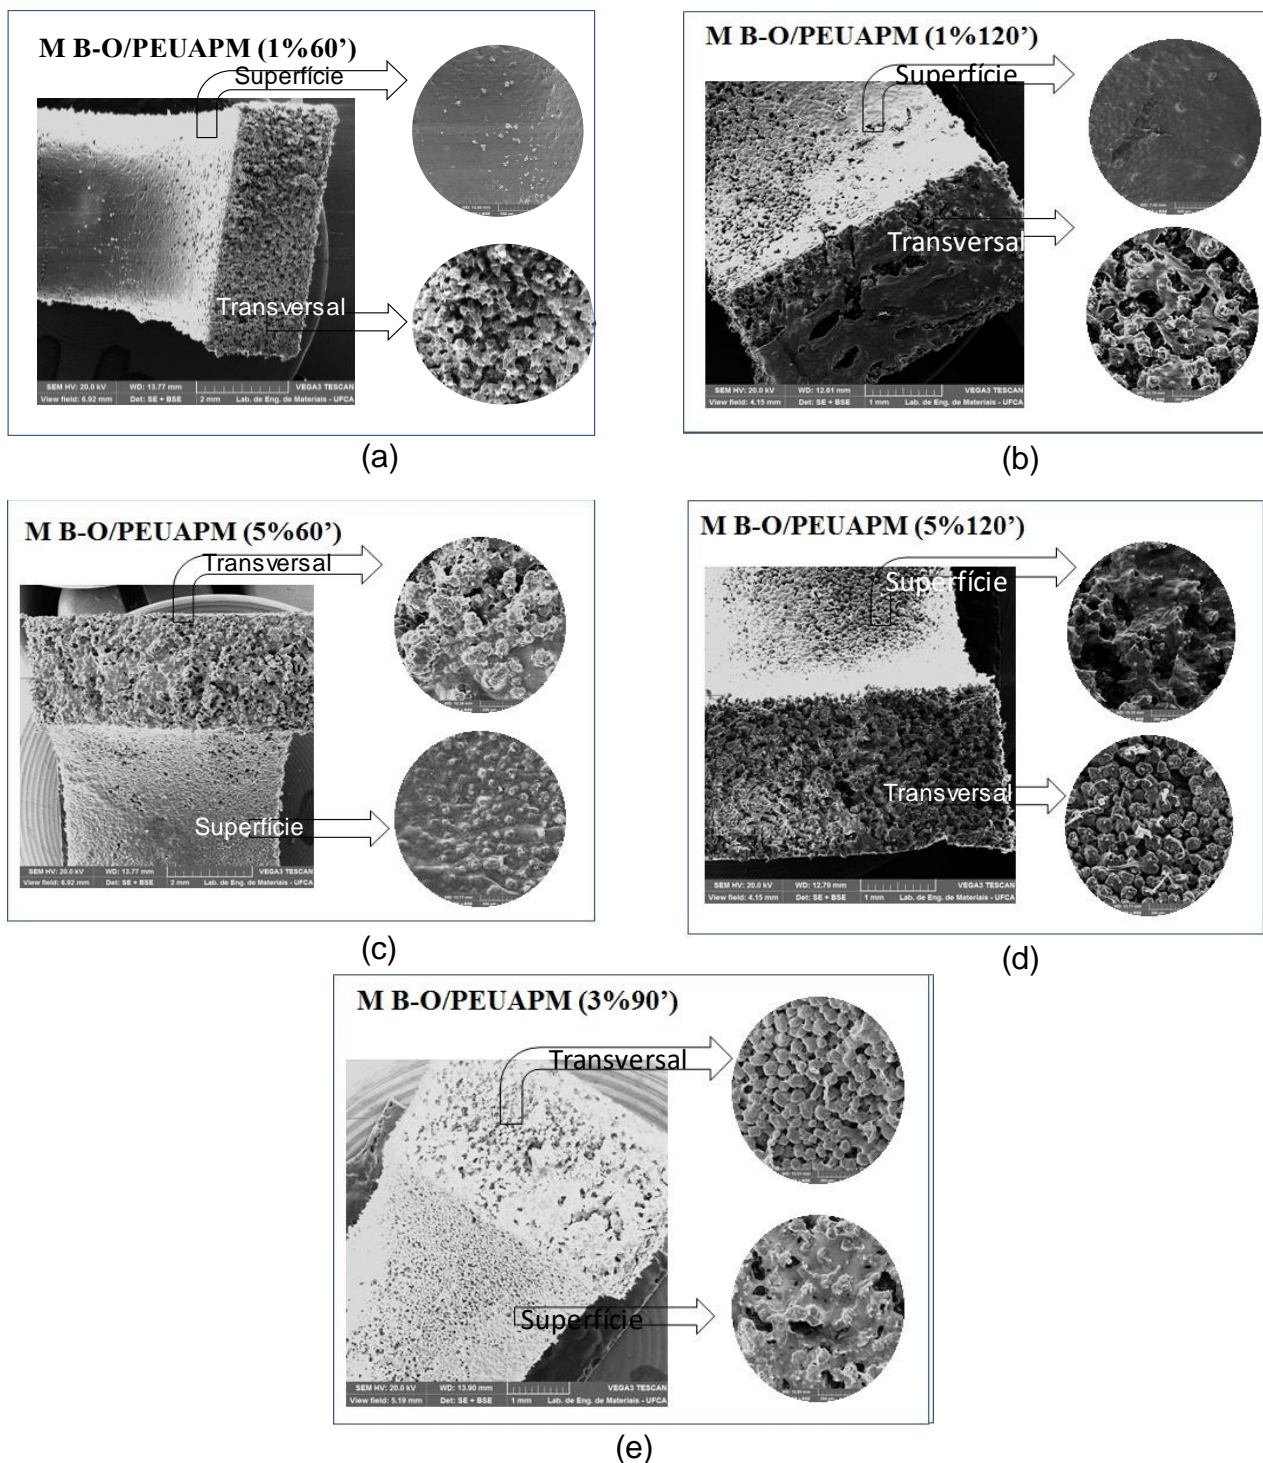 M B-O/PEUAPM (1%60’)
Superfície
Transversal
SEM HV: 20.0 kV WD: 13.77 mm VEGA3 TESCAN
View field: 6.92 mm Det: SE + BSE 2 mm Lab. de Eng. de Materiais - UFCA
(a)
M B-O/PEUAPM (1%120’)
Superfície
Transversal
SEM HV: 20.0 kV WD: 12.61 mm VEGA3 TESCAN
View field: 4.15 mm Det: SE + BSE 1 mm Lab. de Eng. de Materiais - UFCA
(b)
M B-O/PEUAPM (5%60’)
Transversal
Superfície
SEM HV: 20.0 kV WD: 13.77 mm VEGA3 TESCAN
View field: 6.92 mm Det: SE + BSE 2 mm Lab. de Eng. de Materiais - UFCA
(c)
M B-O/PEUAPM (5%120’)
Superfície
Transversal
SEM HV: 20.0 kV WD: 12.79 mm VEGA3 TESCAN
View field: 4.15 mm Det: SE + BSE 1 mm Lab. de Eng. de Materiais - UFCA
(d)
M B-O/PEUAPM (3%90’)
Transversal
Superfície
SEM HV: 20.0 kV WD: 13.90 mm VEGA3 TESCAN
View field: 5.19 mm Det: SE + BSE 1 mm Lab. de Eng. de Materiais - UFCA
(e)